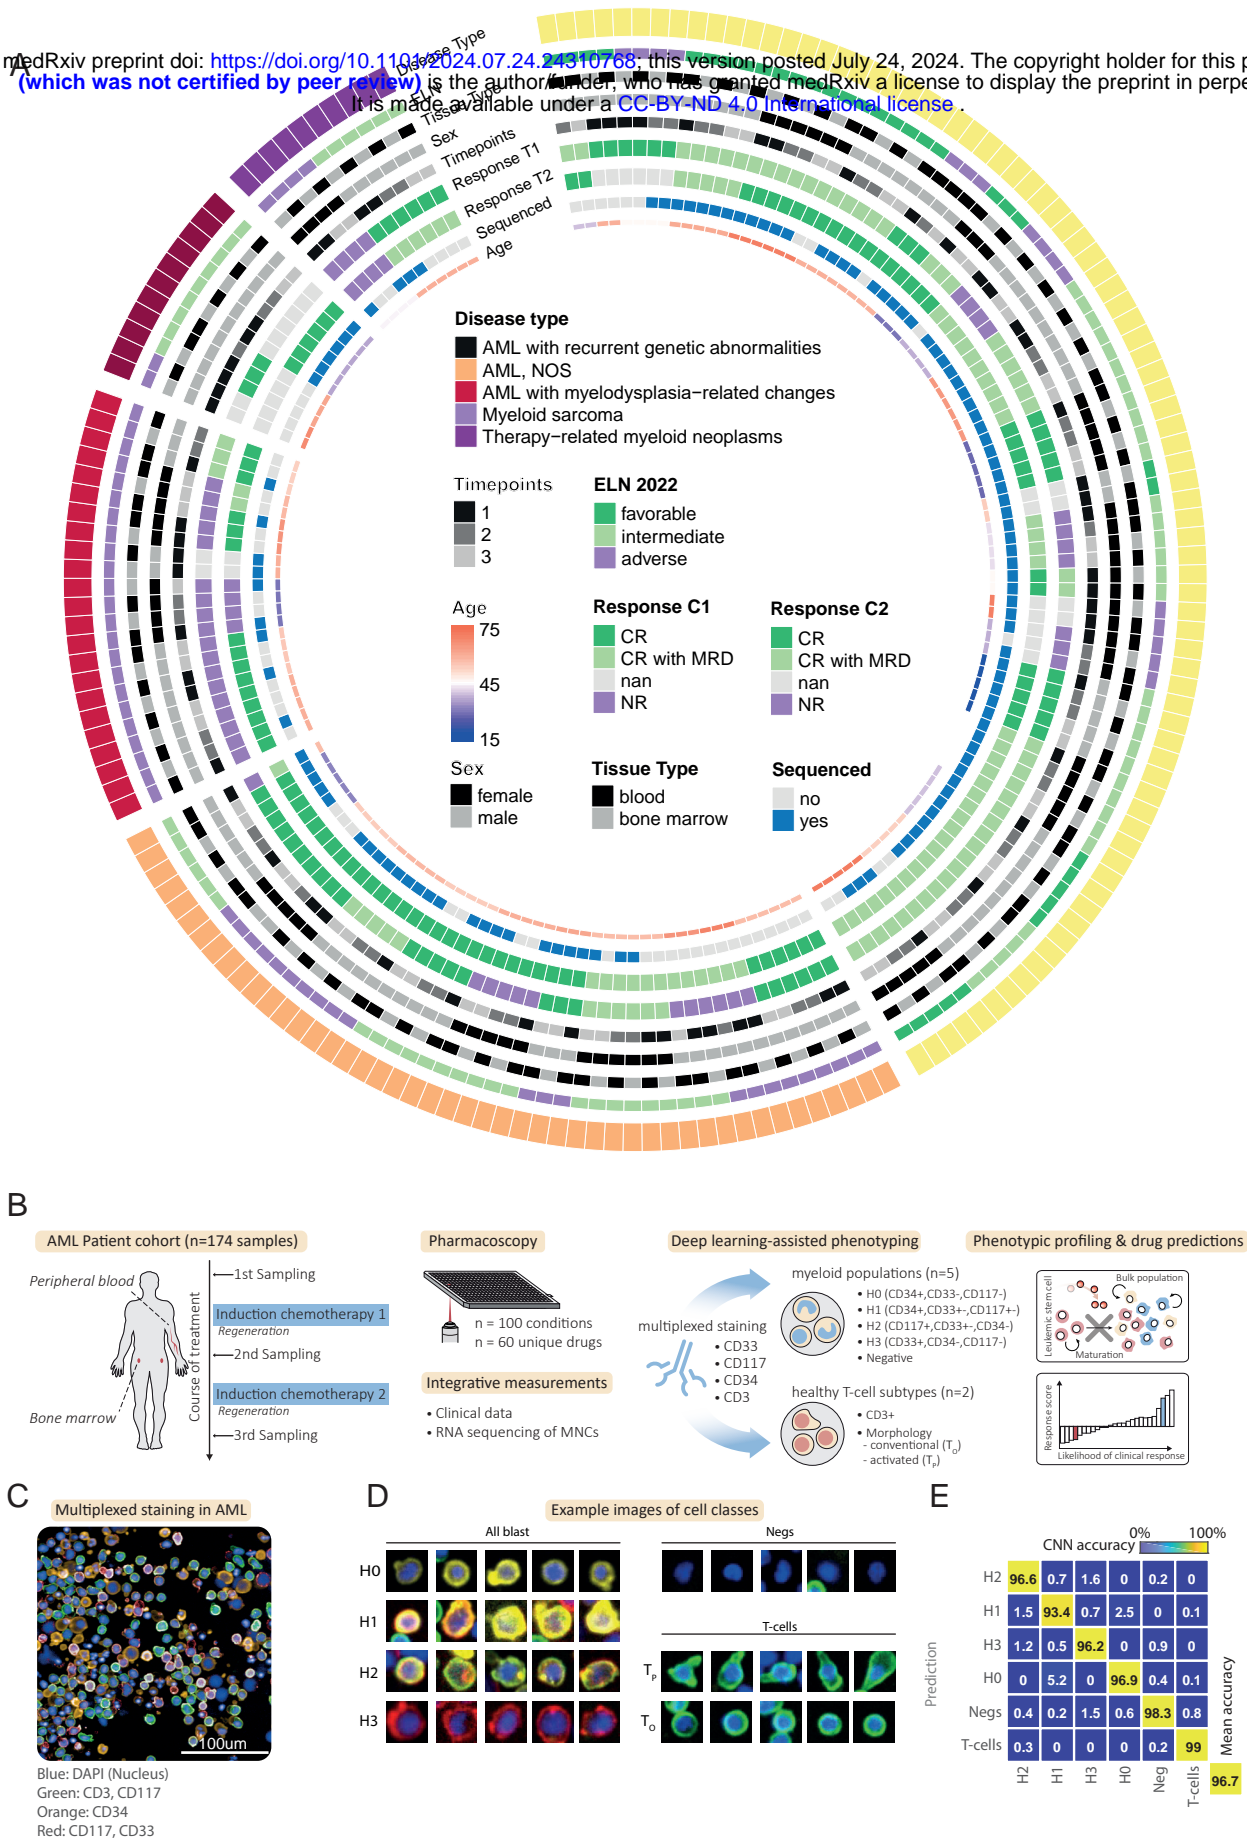 medRxiv preprint doi: https://doi.org/10.1101/2024.07.24.24310768; this version posted July 24, 2024. The copyright holder for this p
(which was not certified by peer review) is the author/funder, who has granted medRxiv a license to display the preprint in perpe
It is made available under a CC-BY-ND 4.0 International license .
A
Disease Type
ELN
Tissue Type
Sex
Timepoints
Response T1
Response T2
Sequenced
Age
Disease type
AML with recurrent genetic abnormalities
AML, NOS
AML with myelodysplasia−related changes
Myeloid sarcoma
Therapy−related myeloid neoplasms
Timepoints
1
2
3
ELN 2022
favorable
intermediate
adverse
Age
75
45
15
Response C1
CR
CR with MRD
nan
NR
Response C2
CR
CR with MRD
nan
NR
Sex
female
male
Tissue Type
blood
bone marrow
Sequenced
no
yes
B
AML Patient cohort (n=174 samples)
Peripheral blood
Bone marrow
Course of treatment
1st Sampling
Induction chemotherapy 1
Regeneration
2nd Sampling
Induction chemotherapy 2
Regeneration
3rd Sampling
Pharmacoscopy
n = 100 conditions
n = 60 unique drugs
Integrative measurements
• Clinical data
• RNA sequencing of MNCs
Deep learning-assisted phenotyping
multiplexed staining
• CD33
• CD117
• CD34
• CD3
myeloid populations (n=5)
• H0 (CD34+,CD33-,CD117-)
• H1 (CD34+,CD33+-,CD117+-)
• H2 (CD117+,CD33+-,CD34-)
• H3 (CD33+,CD34-,CD117-)
• Negative
healthy T-cell subtypes (n=2)
• CD3+
• Morphology
- conventional (TO)
- activated (TP)
Phenotypic profiling & drug predictions
Leukemic stem cell
Bulk population
Maturation
Response score
Likelihood of clinical response
C
Multiplexed staining in AML
100um
Blue: DAPI (Nucleus)
Green: CD3, CD117
Orange: CD34
Red: CD117, CD33
D
Example images of cell classes
All blast
H0
H1
H2
H3
Negs
T-cells
TP
TO
E
0% 100%
CNN accuracy
Prediction
H2 96.6 0.7 1.6 0 0.2 0
H1 1.5 93.4 0.7 2.5 0 0.1
H3 1.2 0.5 96.2 0 0.9 0
H0 0 5.2 0 96.9 0.4 0.1
Negs 0.4 0.2 1.5 0.6 98.3 0.8
T-cells 0.3 0 0 0 0.2 99
H2 H1 H3 H0 Neg T-cells
Mean accuracy
96.7